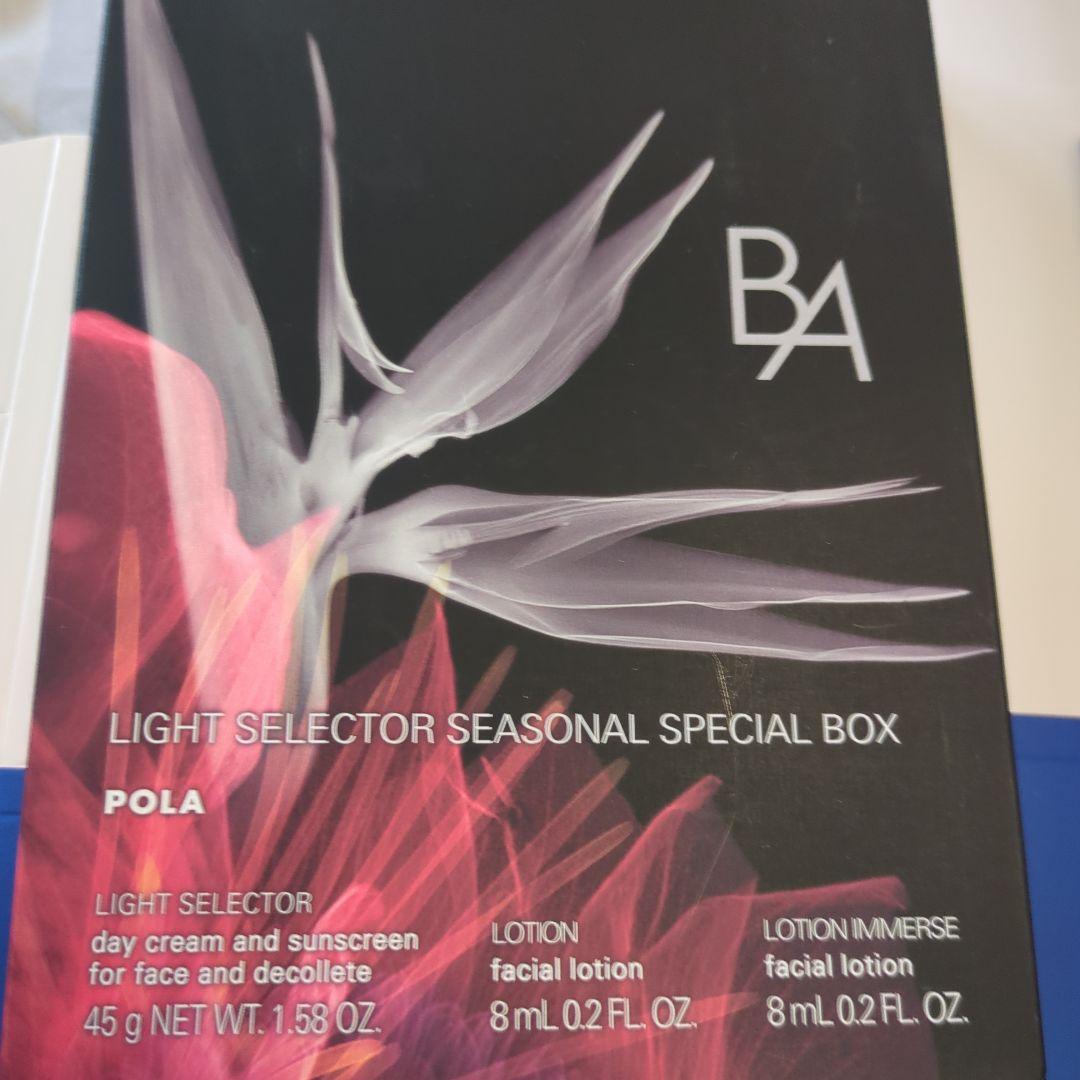 BA
LIGHT SELECTOR SEASONAL SPECIAL BOX
POLA
LIGHT SELECTOR
day cream and sunscreen
for face and decollete
45 g NET WT. 1.58 OZ.
LOTION
facial lotion
8 mL 0.2 FL. OZ.
LOTION IMMERSE
facial lotion
8 mL 0.2 FL. OZ.